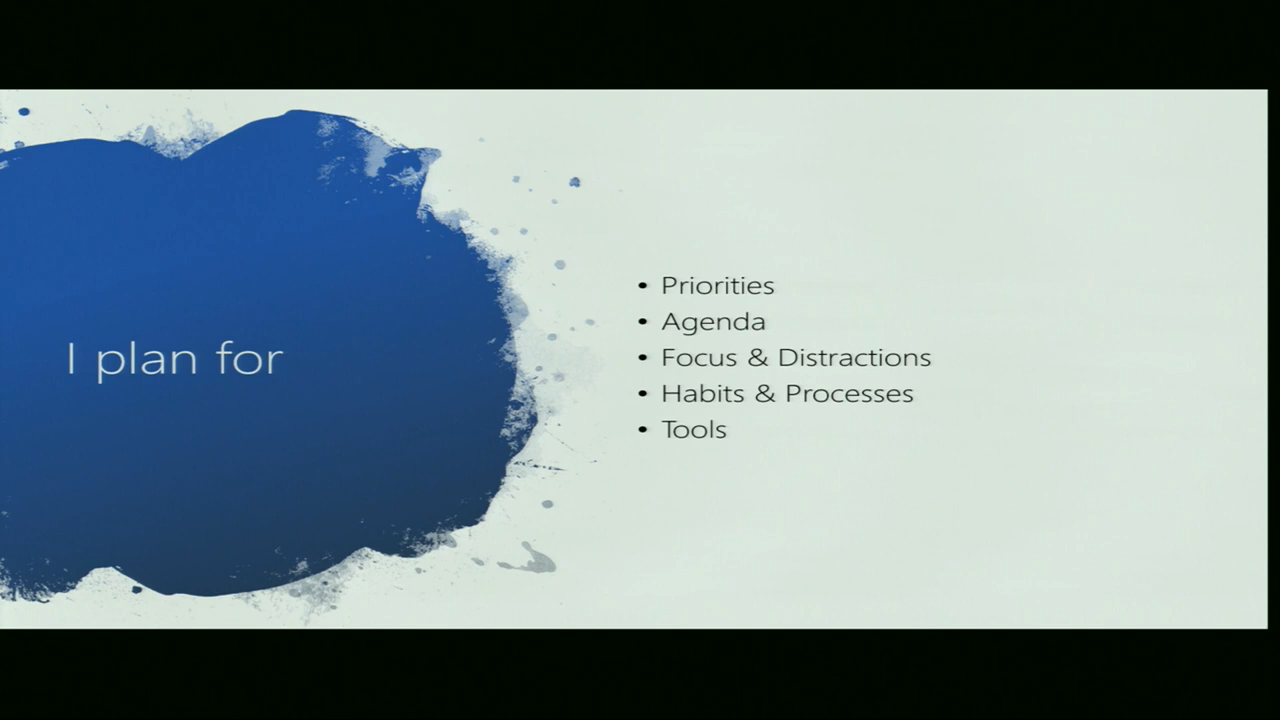 I plan for
• Priorities
• Agenda
• Focus & Distractions
• Habits & Processes
• Tools